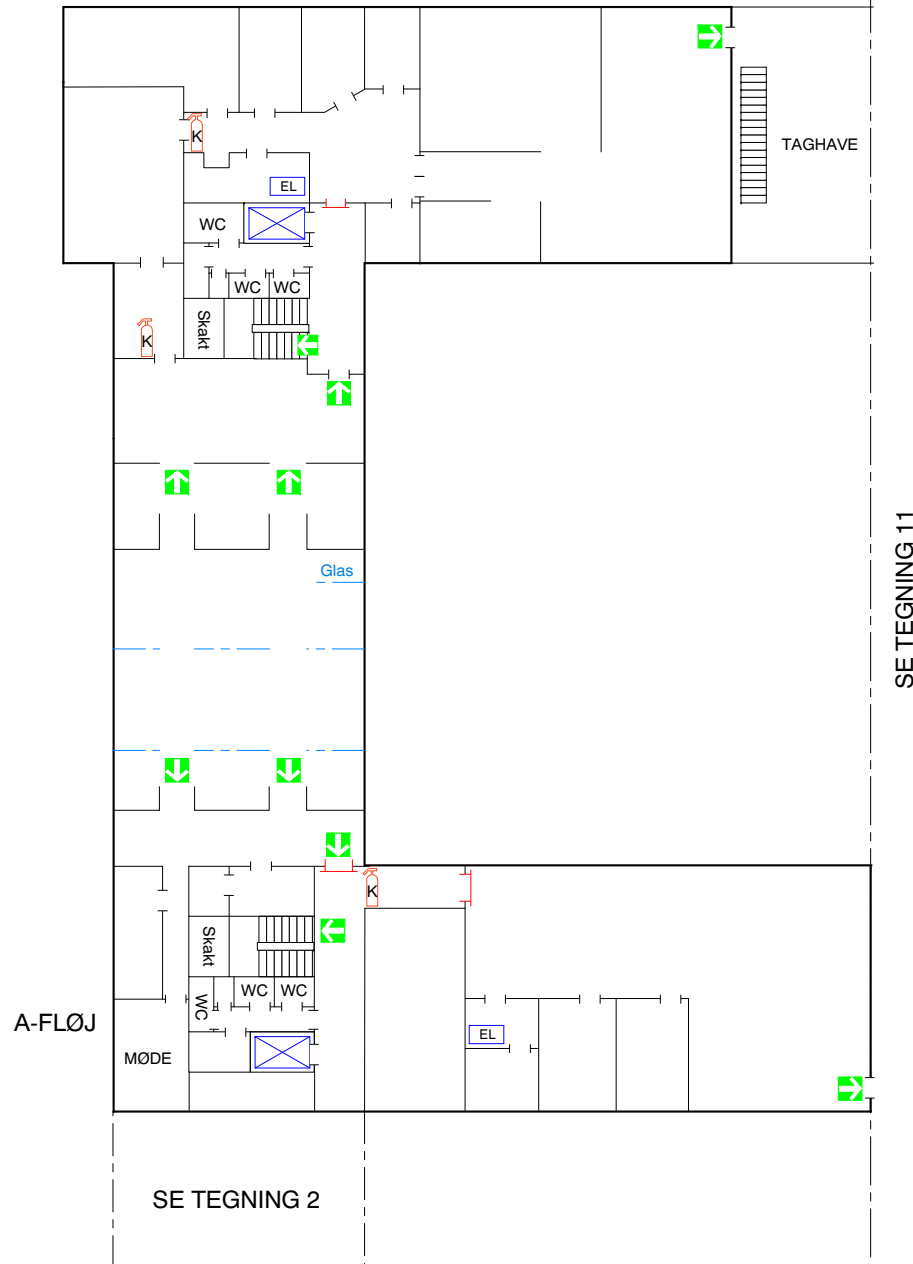 TAGHAVE
K
EL
WC
WC
WC
Skakt
K
Glas
SE TEGNING 11
K
Skakt
WC
WC
WC
A-FLØJ
EL
MØDE
SE TEGNING 2